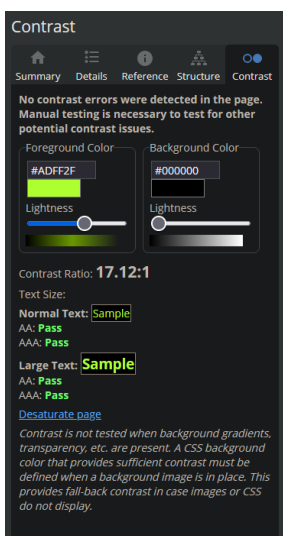 Contrast
Summary Details Reference Structure Contrast
No contrast errors were detected in the page.
Manual testing is necessary to test for other
potential contrast issues.
Foreground Color
#ADFF2F
Lightness
Background Color
#000000
Lightness
Contrast Ratio: 17.12:1
Text Size:
Normal Text: Sample
AA: Pass
AAA: Pass
Large Text: Sample
AA: Pass
AAA: Pass
Desaturate page
Contrast is not tested when background gradients,
transparency, etc. are present. A CSS background
color that provides sufficient contrast must be
defined when a background image is in place. This
provides fall-back contrast in case images or CSS
do not display.